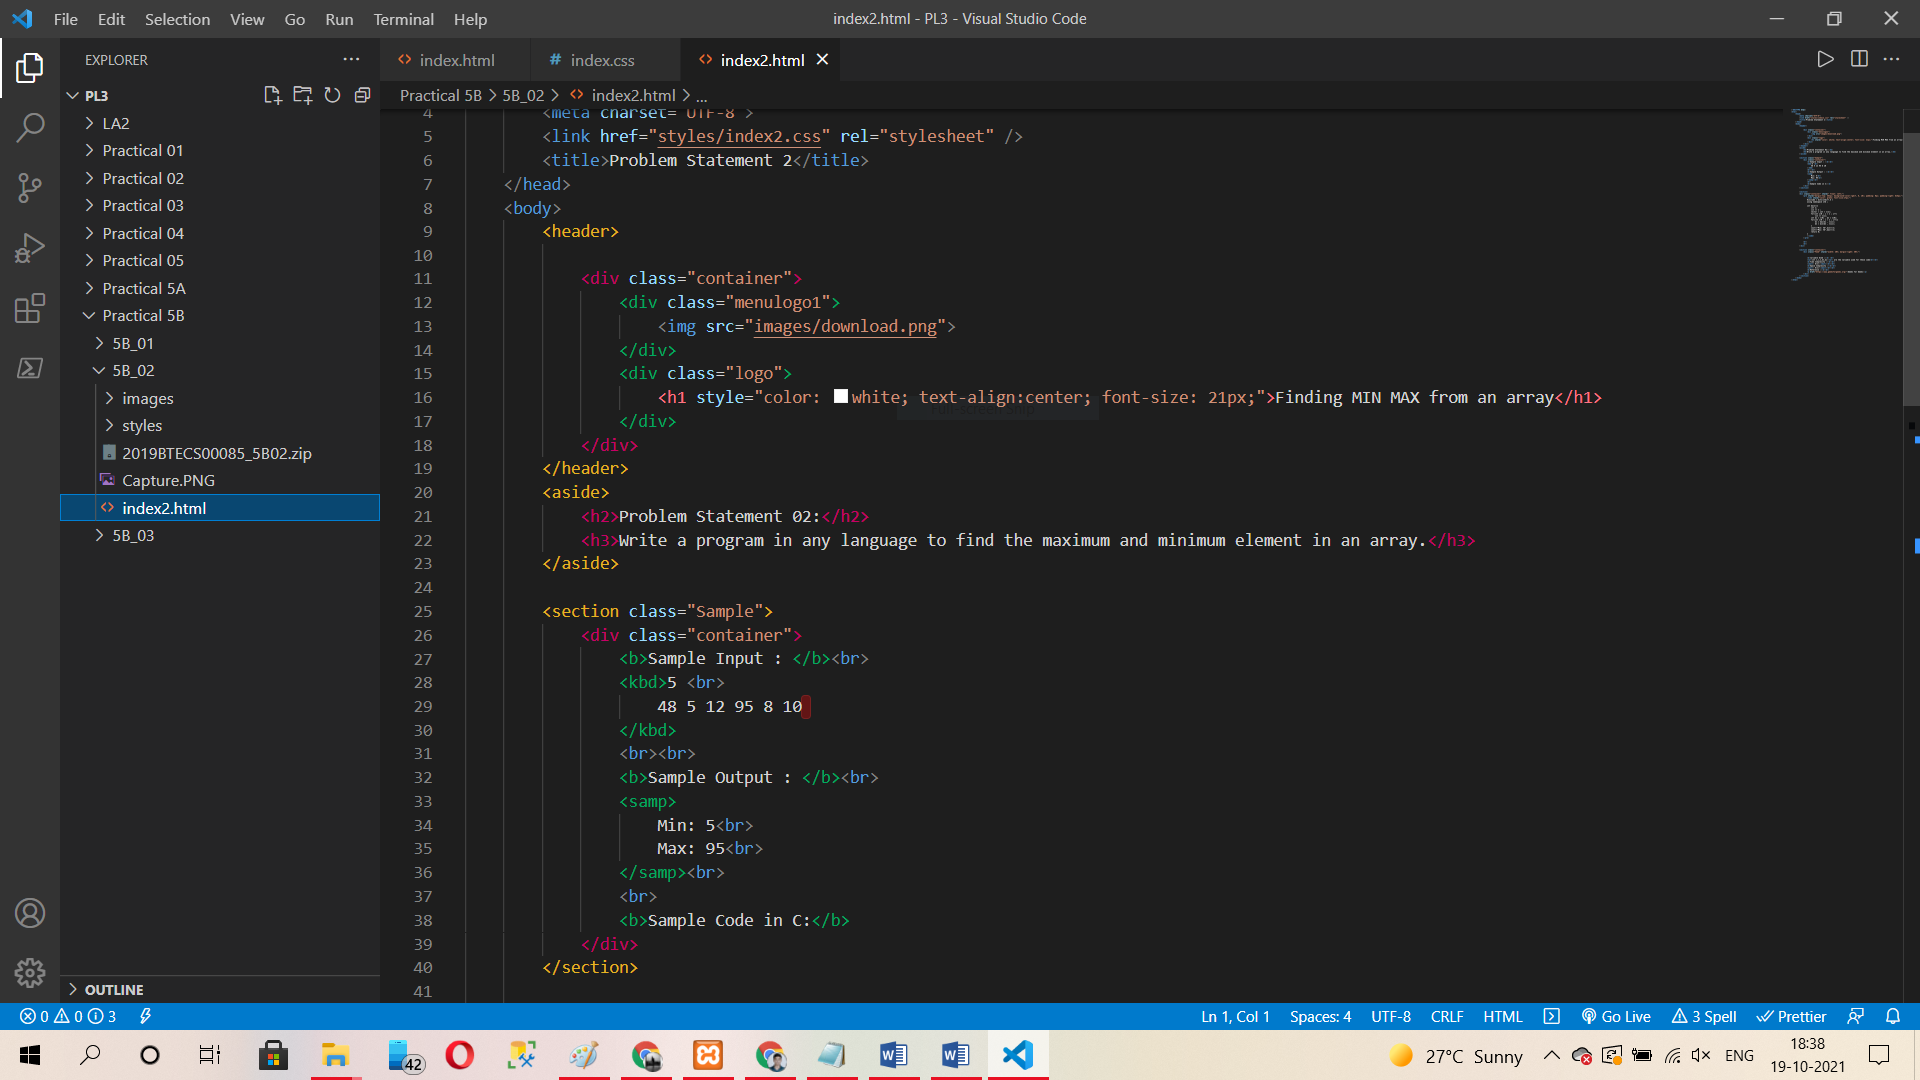 File Edit Selection View Go Run Terminal Help
index2.html - PL3 - Visual Studio Code
EXPLORER
PL3
LA2
Practical 01
Practical 02
Practical 03
Practical 04
Practical 05
Practical 5A
Practical 5B
5B_01
5B_02
images
styles
2019BTECS00085_5B02.zip
Capture.PNG
index2.html
5B_03
OUTLINE
index.html
# index.css
index2.html
Practical 5B > 5B_02 > index2.html > ...
4 <meta charset="UTF-8">
5 <link href="styles/index2.css" rel="stylesheet" />
6 <title>Problem Statement 2</title>
7 </head>
8 <body>
9 <header>
10
11 <div class="container">
12 <div class="menulogo1">
13 <img src="images/download.png">
14 </div>
15 <div class="logo">
16 <h1 style="color: white; text-align:center; font-size: 21px;">Finding MIN MAX from an array</h1>
17 </div>
18 </div>
19 </header>
20 <aside>
21 <h2>Problem Statement 02:</h2>
22 <h3>Write a program in any language to find the maximum and minimum element in an array.</h3>
23 </aside>
24
25 <section class="Sample">
26 <div class="container">
27 <b>Sample Input : </b><br>
28 <kbd>5 <br>
29 48 5 12 95 8 10
30 </kbd>
31 <br><br>
32 <b>Sample Output : </b><br>
33 <samp>
34 Min: 5<br>
35 Max: 95<br>
36 </samp><br>
37 <br>
38 <b>Sample Code in C:</b>
39 </div>
40 </section>
41
0 0 3
Ln 1, Col 1 Spaces: 4 UTF-8 CRLF HTML Go Live 3 Spell Prettier
42
27°C Sunny
ENG
18:38
19-10-2021